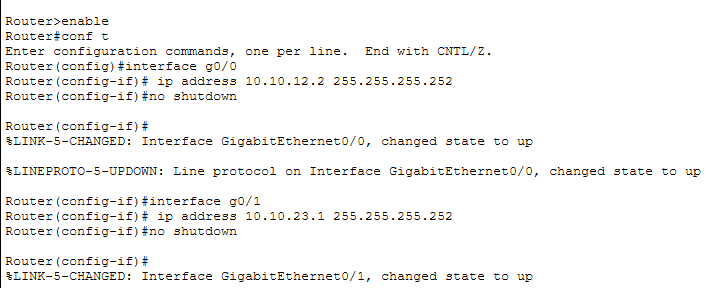 Router>enable
Router#conf t
Enter configuration commands, one per line.  End with CNTL/Z.
Router(config)#interface g0/0
Router(config-if)# ip address 10.10.12.2 255.255.255.252
Router(config-if)#no shutdown
Router(config-if)#
%LINK-5-CHANGED: Interface GigabitEthernet0/0, changed state to up
%LINEPROTO-5-UPDOWN: Line protocol on Interface GigabitEthernet0/0, changed state to up
Router(config-if)#interface g0/1
Router(config-if)# ip address 10.10.23.1 255.255.255.252
Router(config-if)#no shutdown
Router(config-if)#
%LINK-5-CHANGED: Interface GigabitEthernet0/1, changed state to up